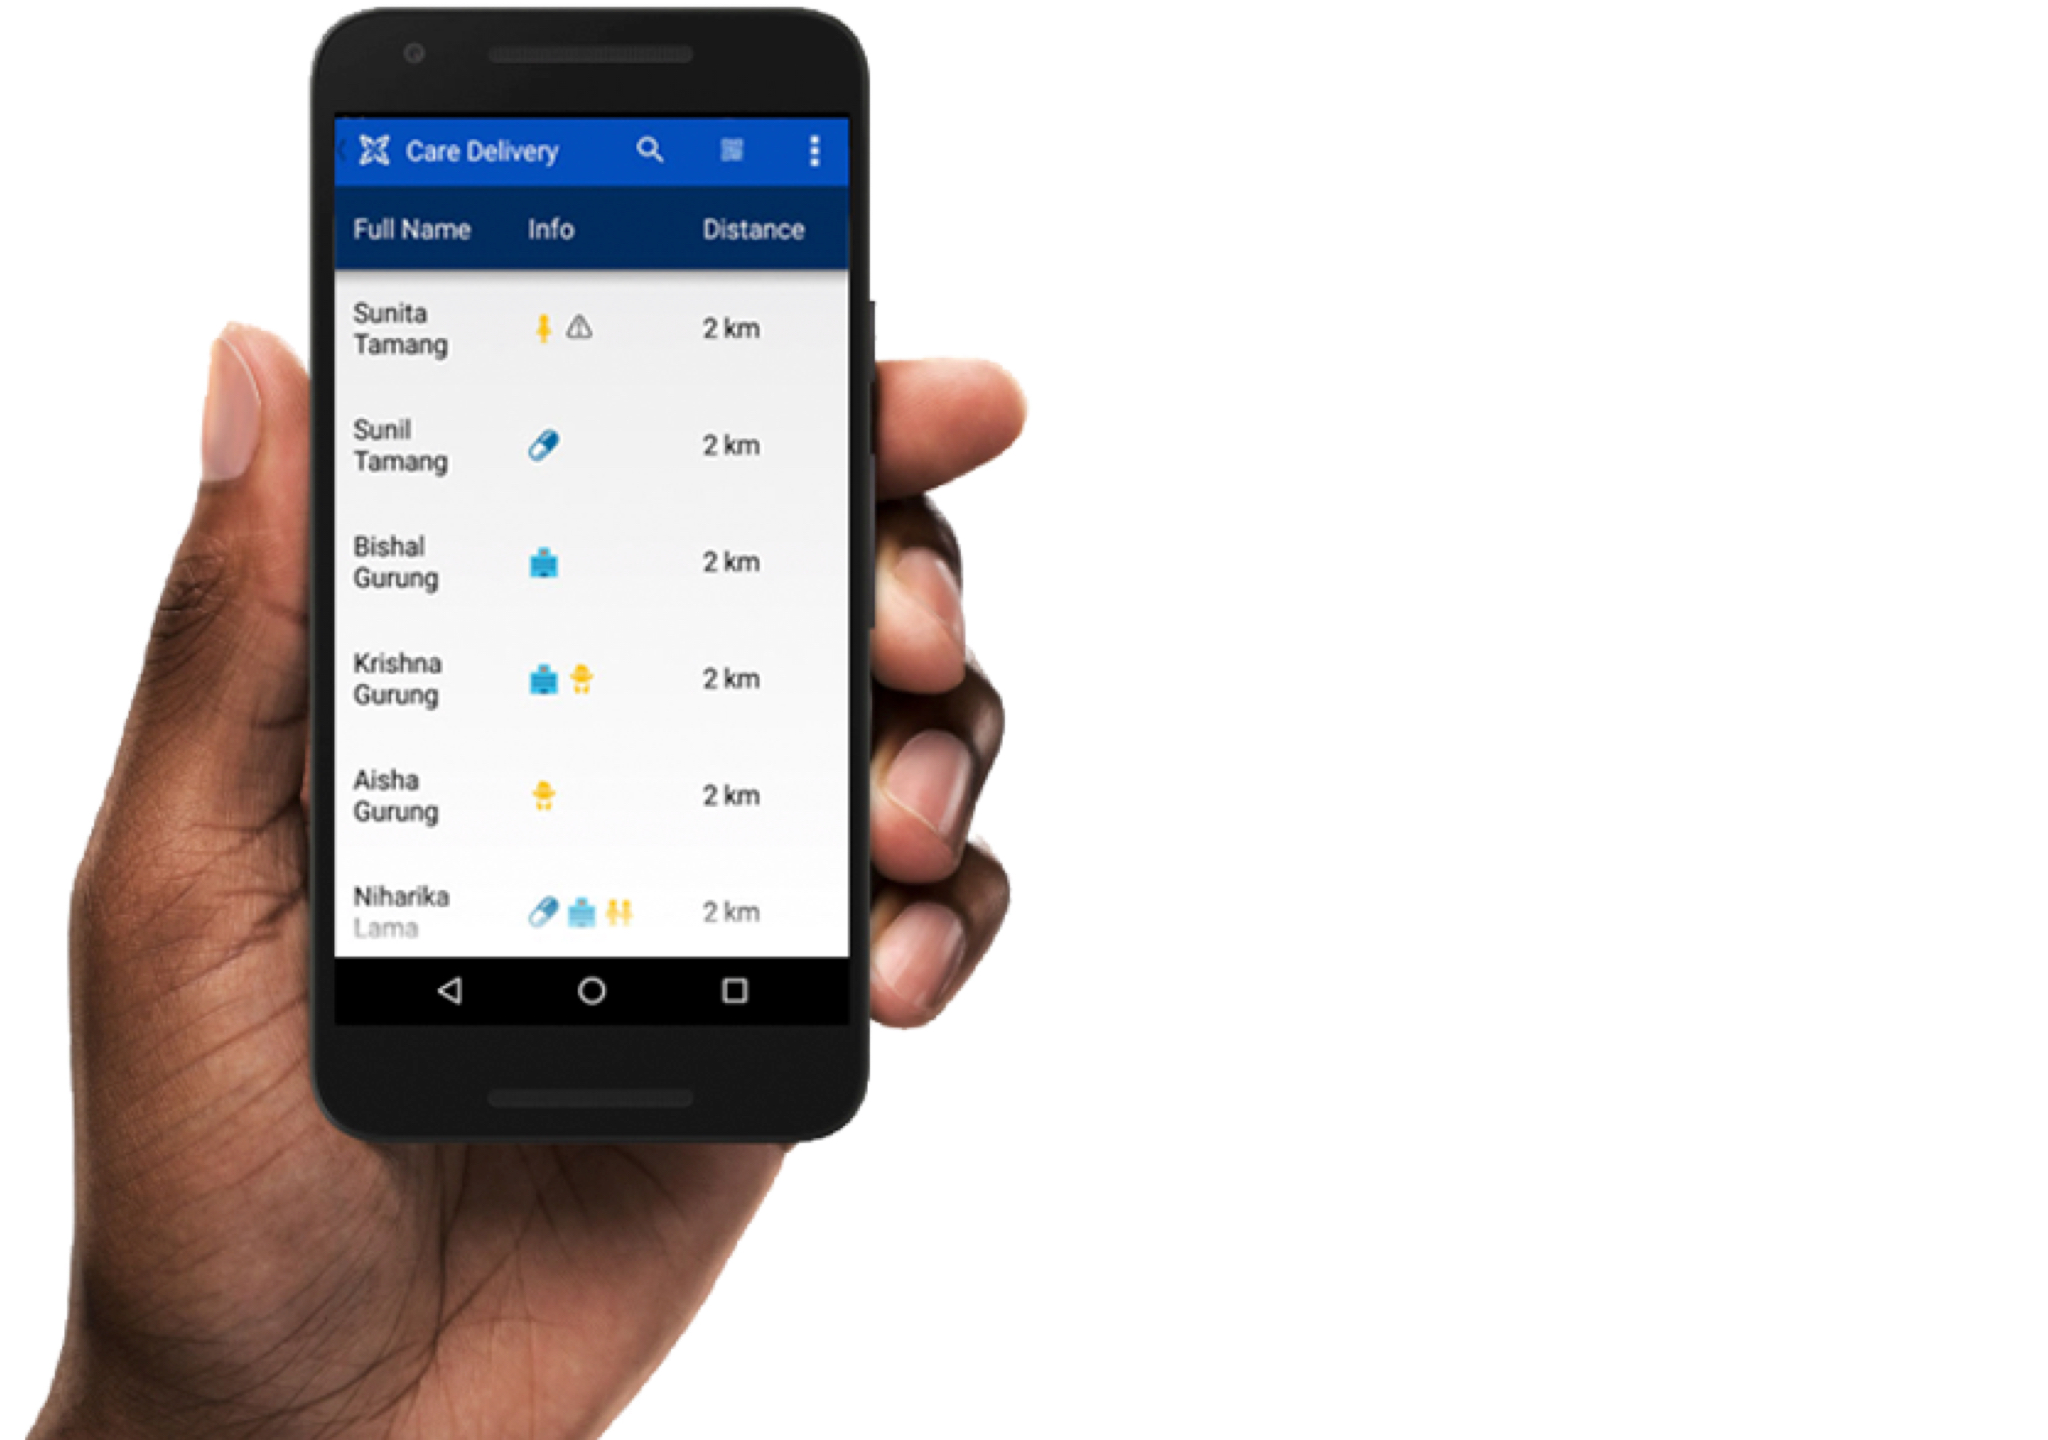 Care Delivery
Full Name Info Distance
Sunita
Tamang
2 km
Sunil
Tamang
2 km
Bishal
Gurung
2 km
Krishna
Gurung
2 km
Aisha
Gurung
2 km
Niharika
Lama
2 km